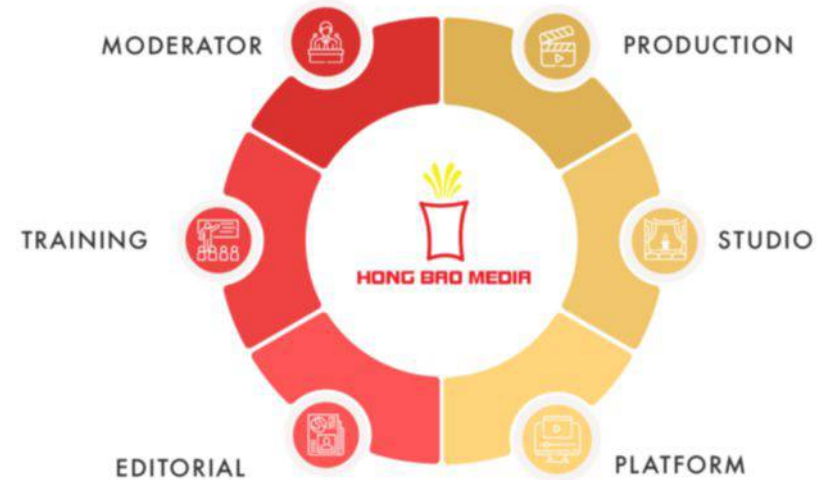 MODERATOR
PRODUCTION
TRAINING
STUDIO
HONG BAO MEDIA
EDITORIAL
PLATFORM